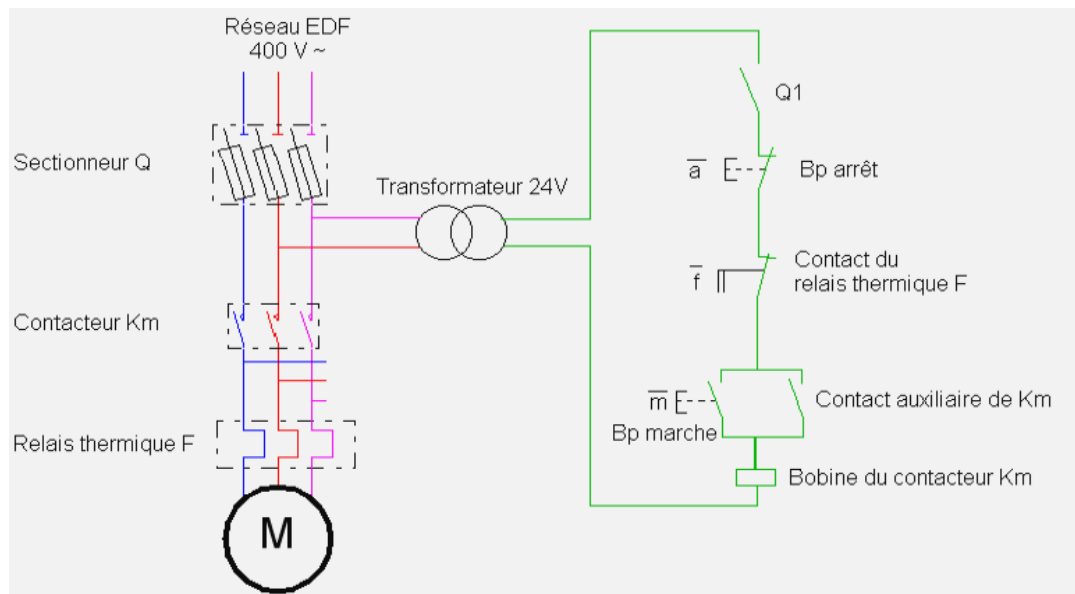 Réseau EDF
400 V ~
Sectionneur Q
Transformateur 24V
Q1
a
Bp arrêt
f
Contact du
relais thermique F
Contacteur Km
m
Bp marche
Contact auxiliaire de Km
Relais thermique F
Bobine du contacteur Km
M